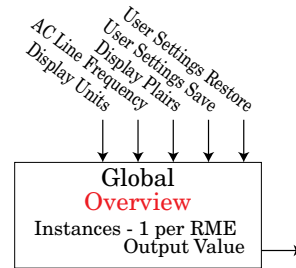 Display Units
AC Line Frequency
Display Plairs
User Settings Save
User Settings Restore
Global
Overview
Instances - 1 per RME
Output Value